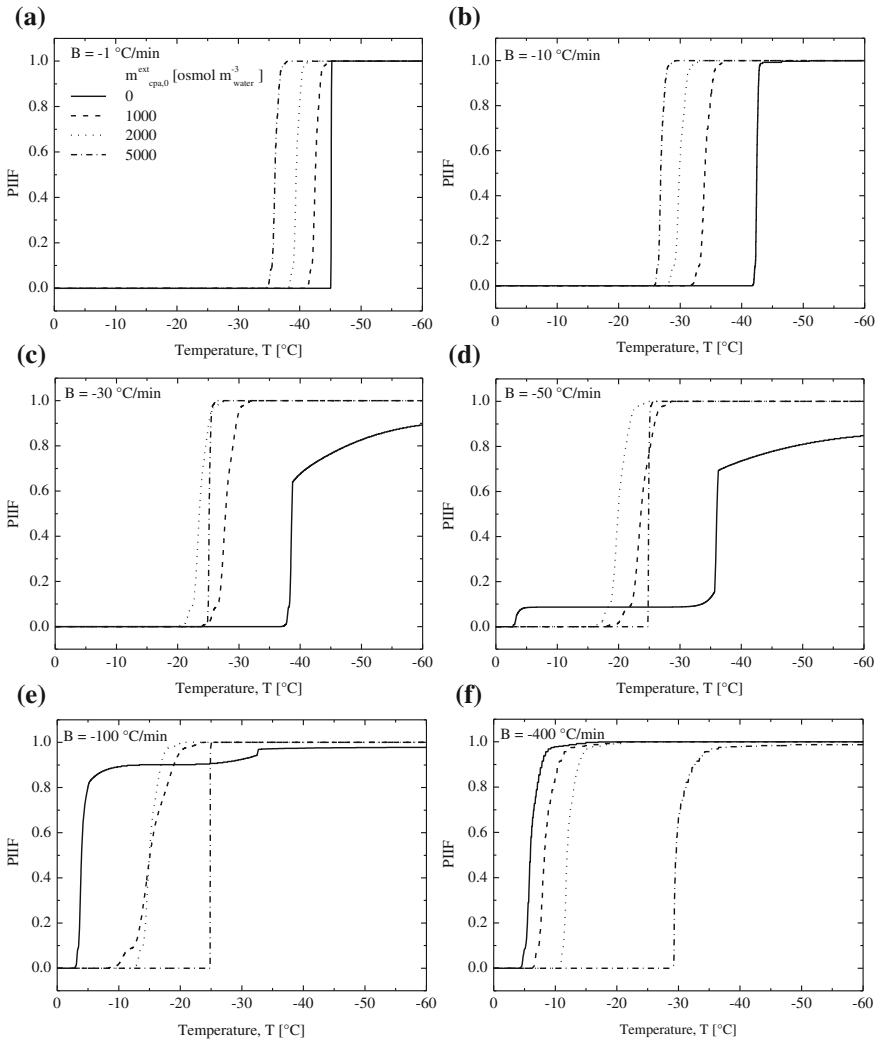 (a)
B = -1 °C/min
m^ext_cpa,0 [osmol m^-3_water]
0
1000
2000
5000
PIIF
1.0
0.8
0.6
0.4
0.2
0.0
0 -10 -20 -30 -40 -50 -60
Temperature, T [°C]
(b)
B = -10 °C/min
PIIF
1.0
0.8
0.6
0.4
0.2
0.0
0 -10 -20 -30 -40 -50 -60
Temperature, T [°C]
(c)
B = -30 °C/min
PIIF
1.0
0.8
0.6
0.4
0.2
0.0
0 -10 -20 -30 -40 -50 -60
Temperature, T [°C]
(d)
B = -50 °C/min
PIIF
1.0
0.8
0.6
0.4
0.2
0.0
0 -10 -20 -30 -40 -50 -60
Temperature, T [°C]
(e)
B = -100 °C/min
PIIF
1.0
0.8
0.6
0.4
0.2
0.0
0 -10 -20 -30 -40 -50 -60
Temperature, T [°C]
(f)
B = -400 °C/min
PIIF
1.0
0.8
0.6
0.4
0.2
0.0
0 -10 -20 -30 -40 -50 -60
Temperature, T [°C]